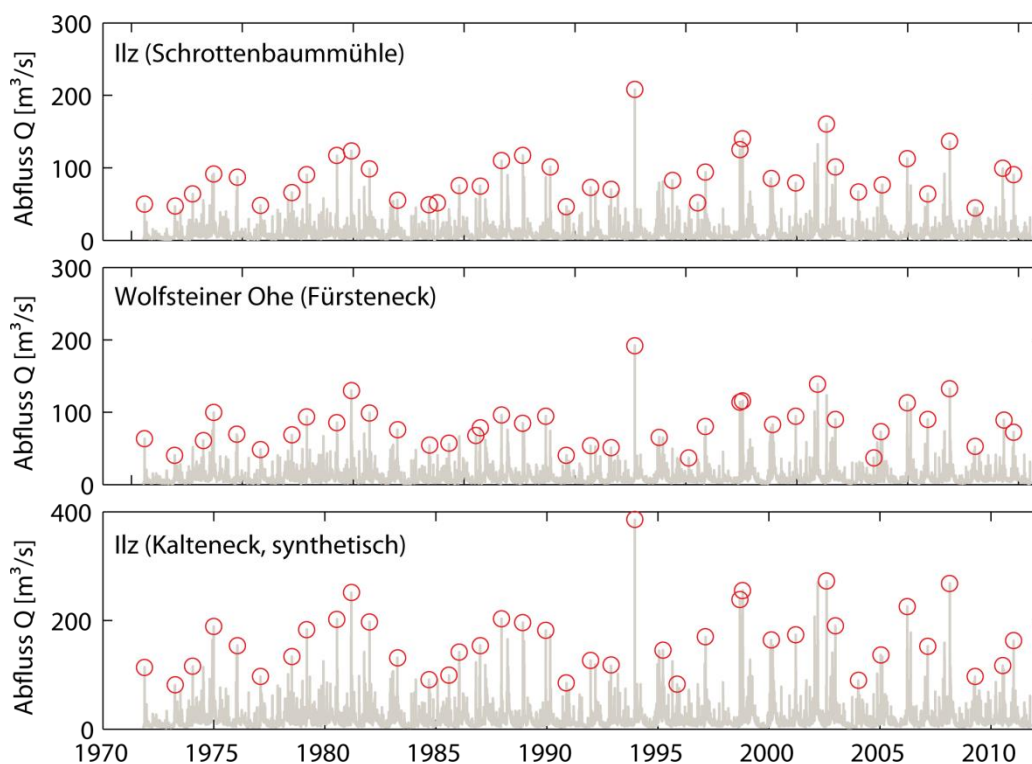 300
Ilz (Schrottenbaummühle)
200
100
0
Abfluss Q [m³/s]
300
Wolfsteiner Ohe (Fürsteneck)
200
100
0
Abfluss Q [m³/s]
400
Ilz (Kalteneck, synthetisch)
200
0
Abfluss Q [m³/s]
1970 1975 1980 1985 1990 1995 2000 2005 2010